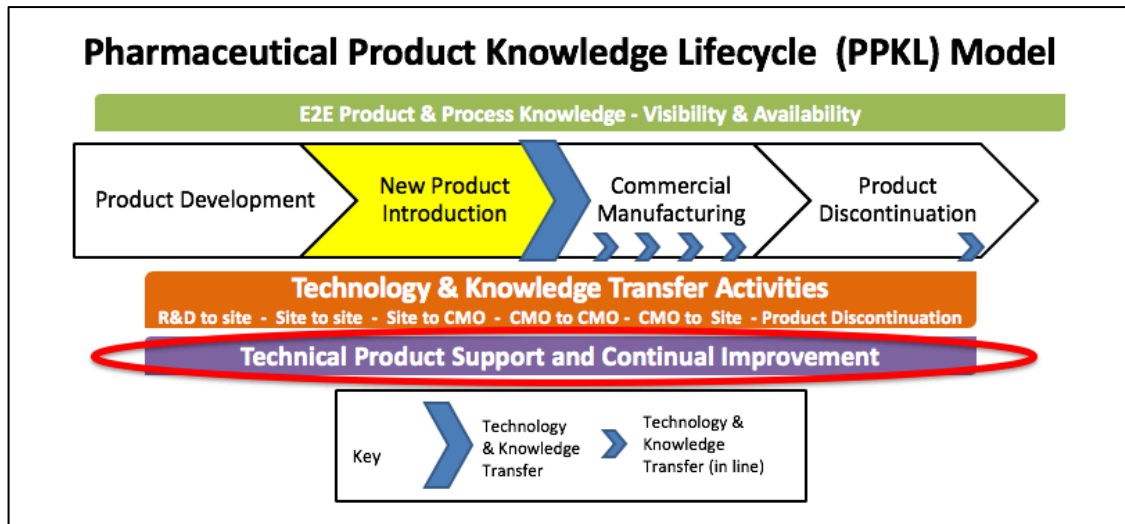 Pharmaceutical Product Knowledge Lifecycle (PPKL) Model
E2E Product & Process Knowledge - Visibility & Availability
Product Development
New Product
Introduction
Commercial
Manufacturing
Product
Discontinuation
Technology & Knowledge Transfer Activities
R&D to site - Site to site - Site to CMO - CMO to CMO - CMO to Site - Product Discontinuation
Technical Product Support and Continual Improvement
Key
Technology
& Knowledge
Transfer
Technology &
Knowledge
Transfer (in line)